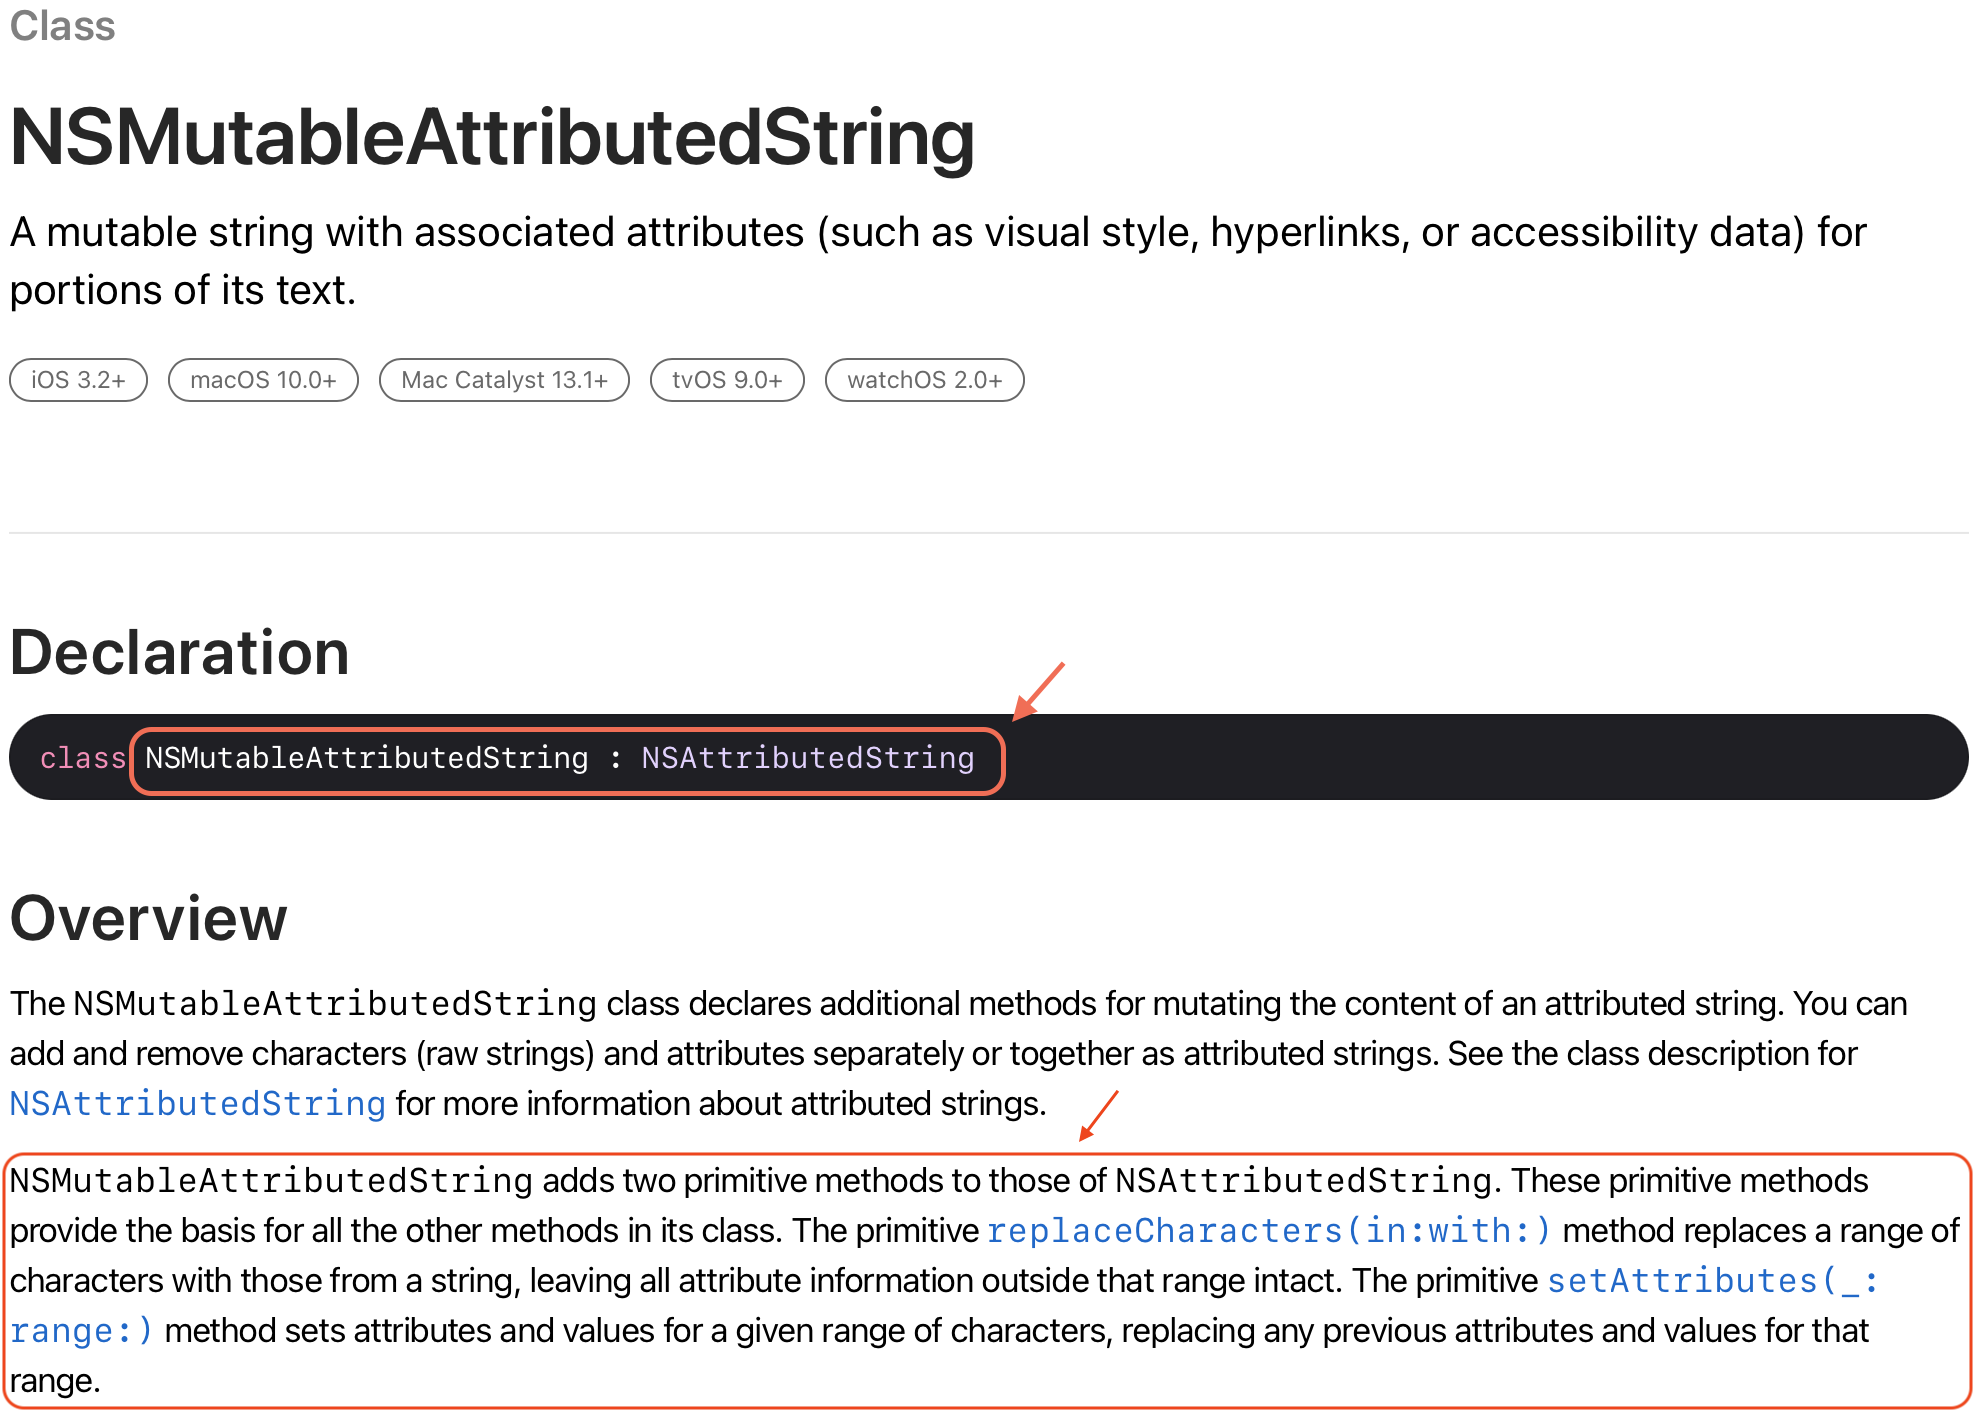 Class
NSMutableAttributedString
A mutable string with associated attributes (such as visual style, hyperlinks, or accessibility data) for
portions of its text.
iOS 3.2+ macOS 10.0+ Mac Catalyst 13.1+ tvOS 9.0+ watchOS 2.0+
Declaration
class NSMutableAttributedString : NSAttributedString
Overview
The NSMutableAttributedString class declares additional methods for mutating the content of an attributed string. You can
add and remove characters (raw strings) and attributes separately or together as attributed strings. See the class description for
NSAttributedString for more information about attributed strings.
NSMutableAttributedString adds two primitive methods to those of NSAttributedString. These primitive methods
provide the basis for all the other methods in its class. The primitive replaceCharacters(in:with:) method replaces a range of
characters with those from a string, leaving all attribute information outside that range intact. The primitive setAttributes(_:
range:) method sets attributes and values for a given range of characters, replacing any previous attributes and values for that
range.